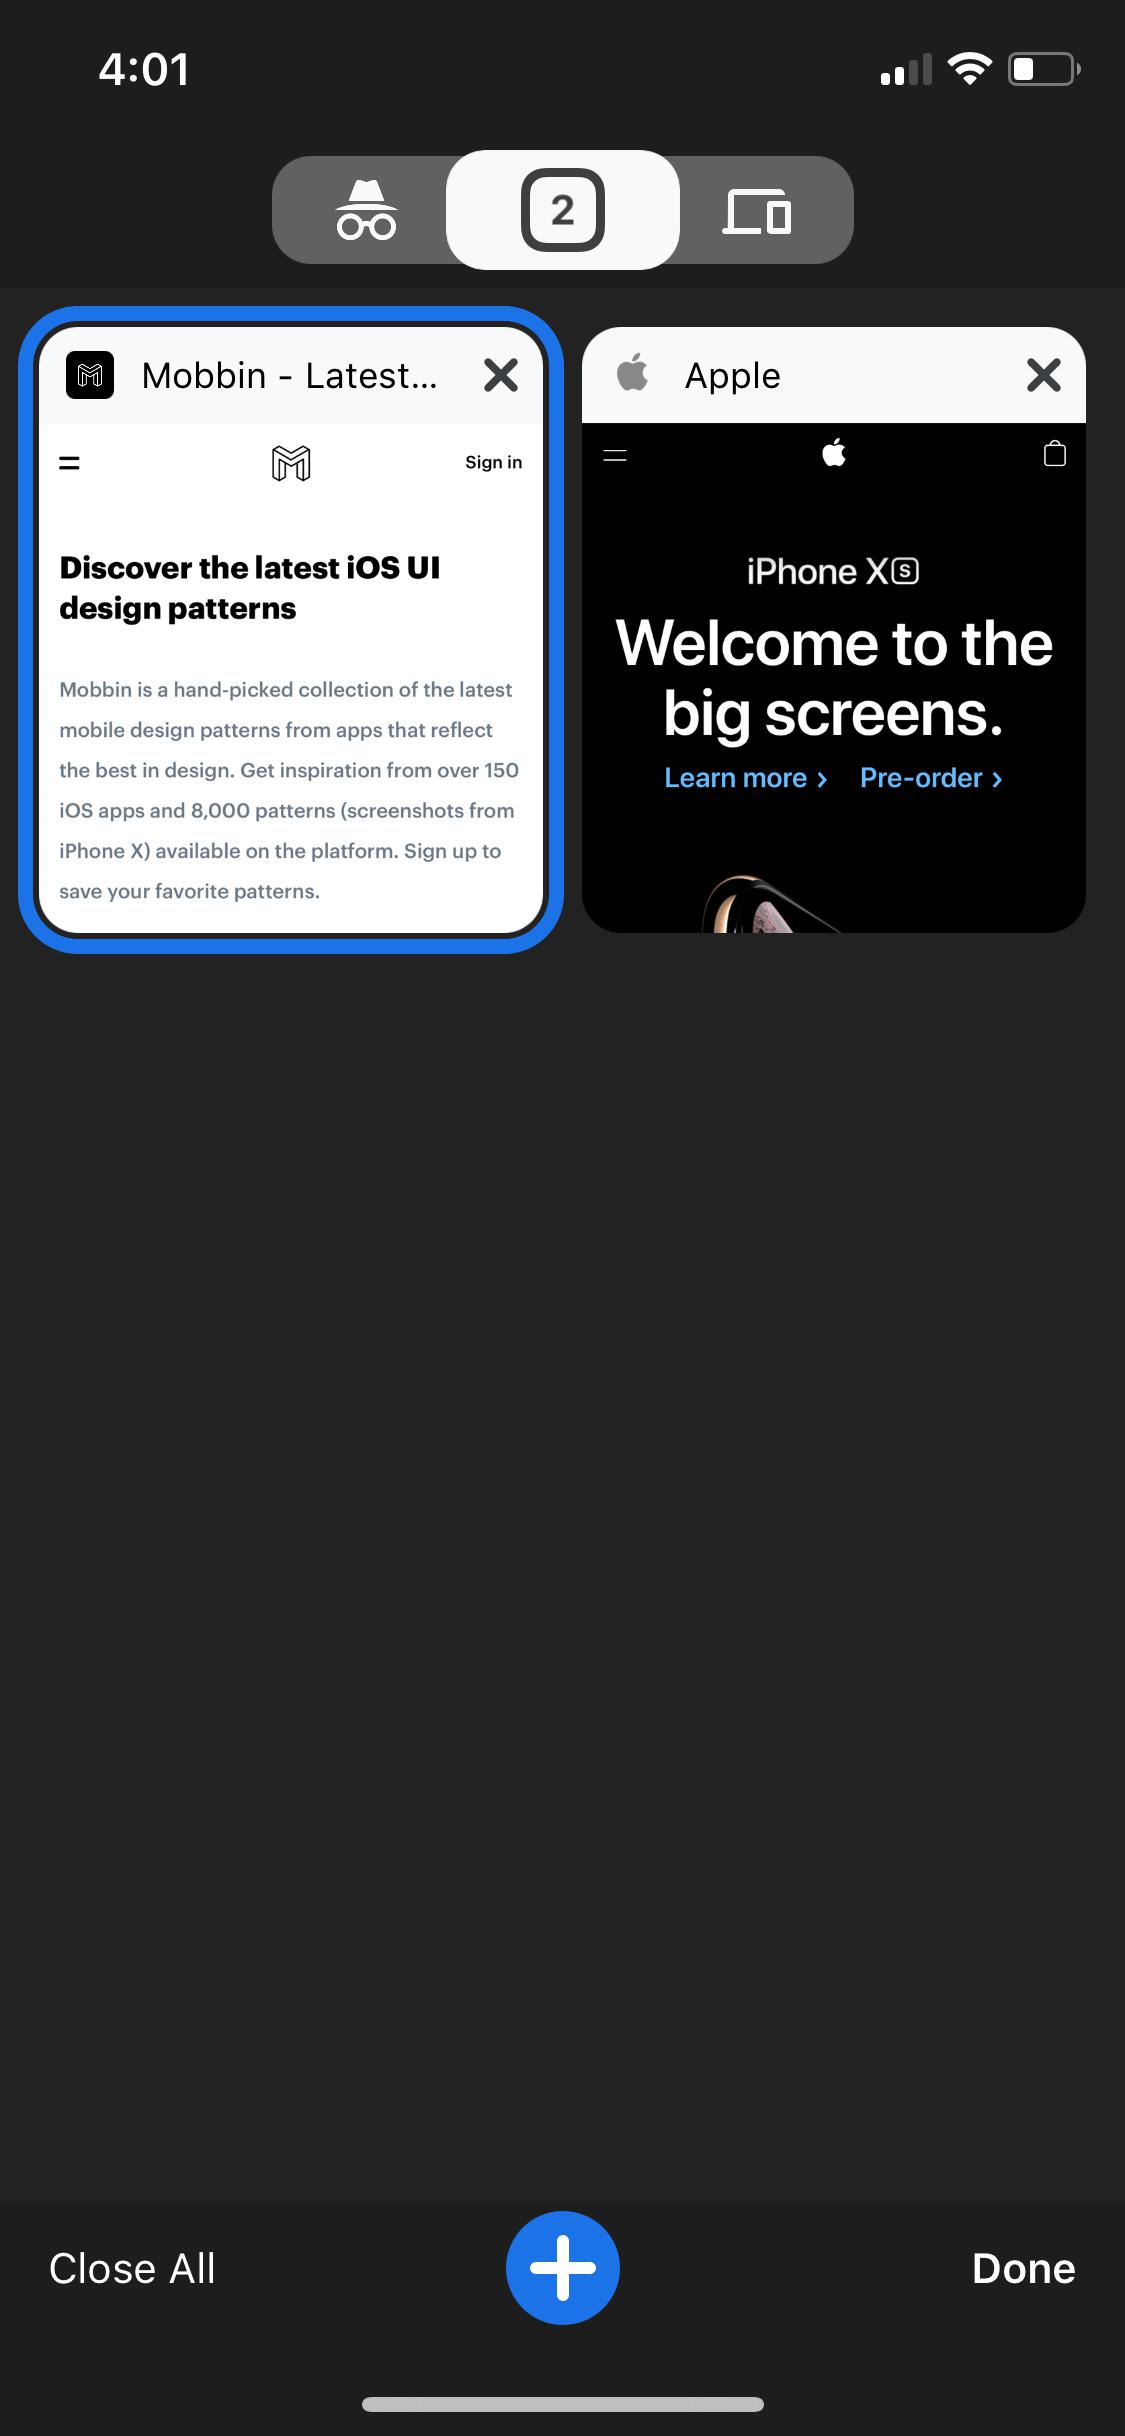 4:01
2
Mobbin - Latest...
Sign in
Discover the latest iOS UI
design patterns
Mobbin is a hand-picked collection of the latest
mobile design patterns from apps that reflect
the best in design. Get inspiration from over 150
iOS apps and 8,000 patterns (screenshots from
iPhone X) available on the platform. Sign up to
save your favorite patterns.
Apple
iPhone XS
Welcome to the
big screens.
Learn more › Pre-order ›
Close All
Done